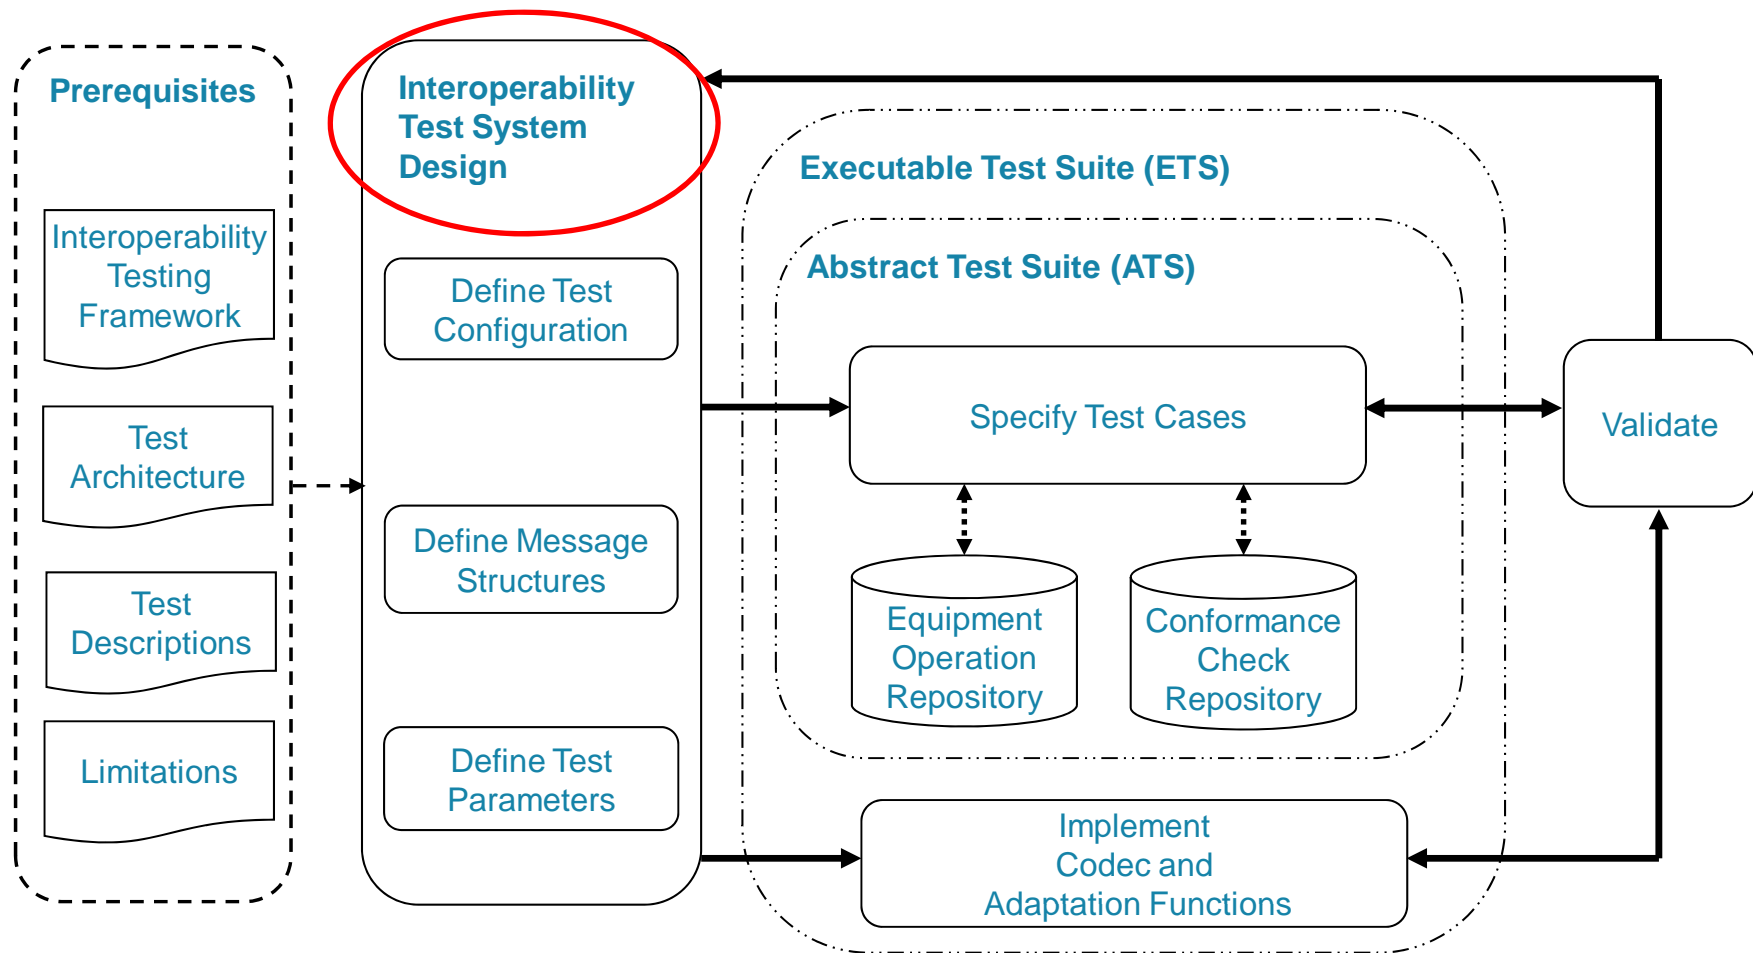 Prerequisites
Interoperability
Testing
Framework
Test
Architecture
Test
Descriptions
Limitations
Interoperability
Test System
Design
Define Test
Configuration
Define Message
Structures
Define Test
Parameters
Executable Test Suite (ETS)
Abstract Test Suite (ATS)
Specify Test Cases
Equipment
Operation
Repository
Conformance
Check
Repository
Implement
Codec and
Adaptation Functions
Validate